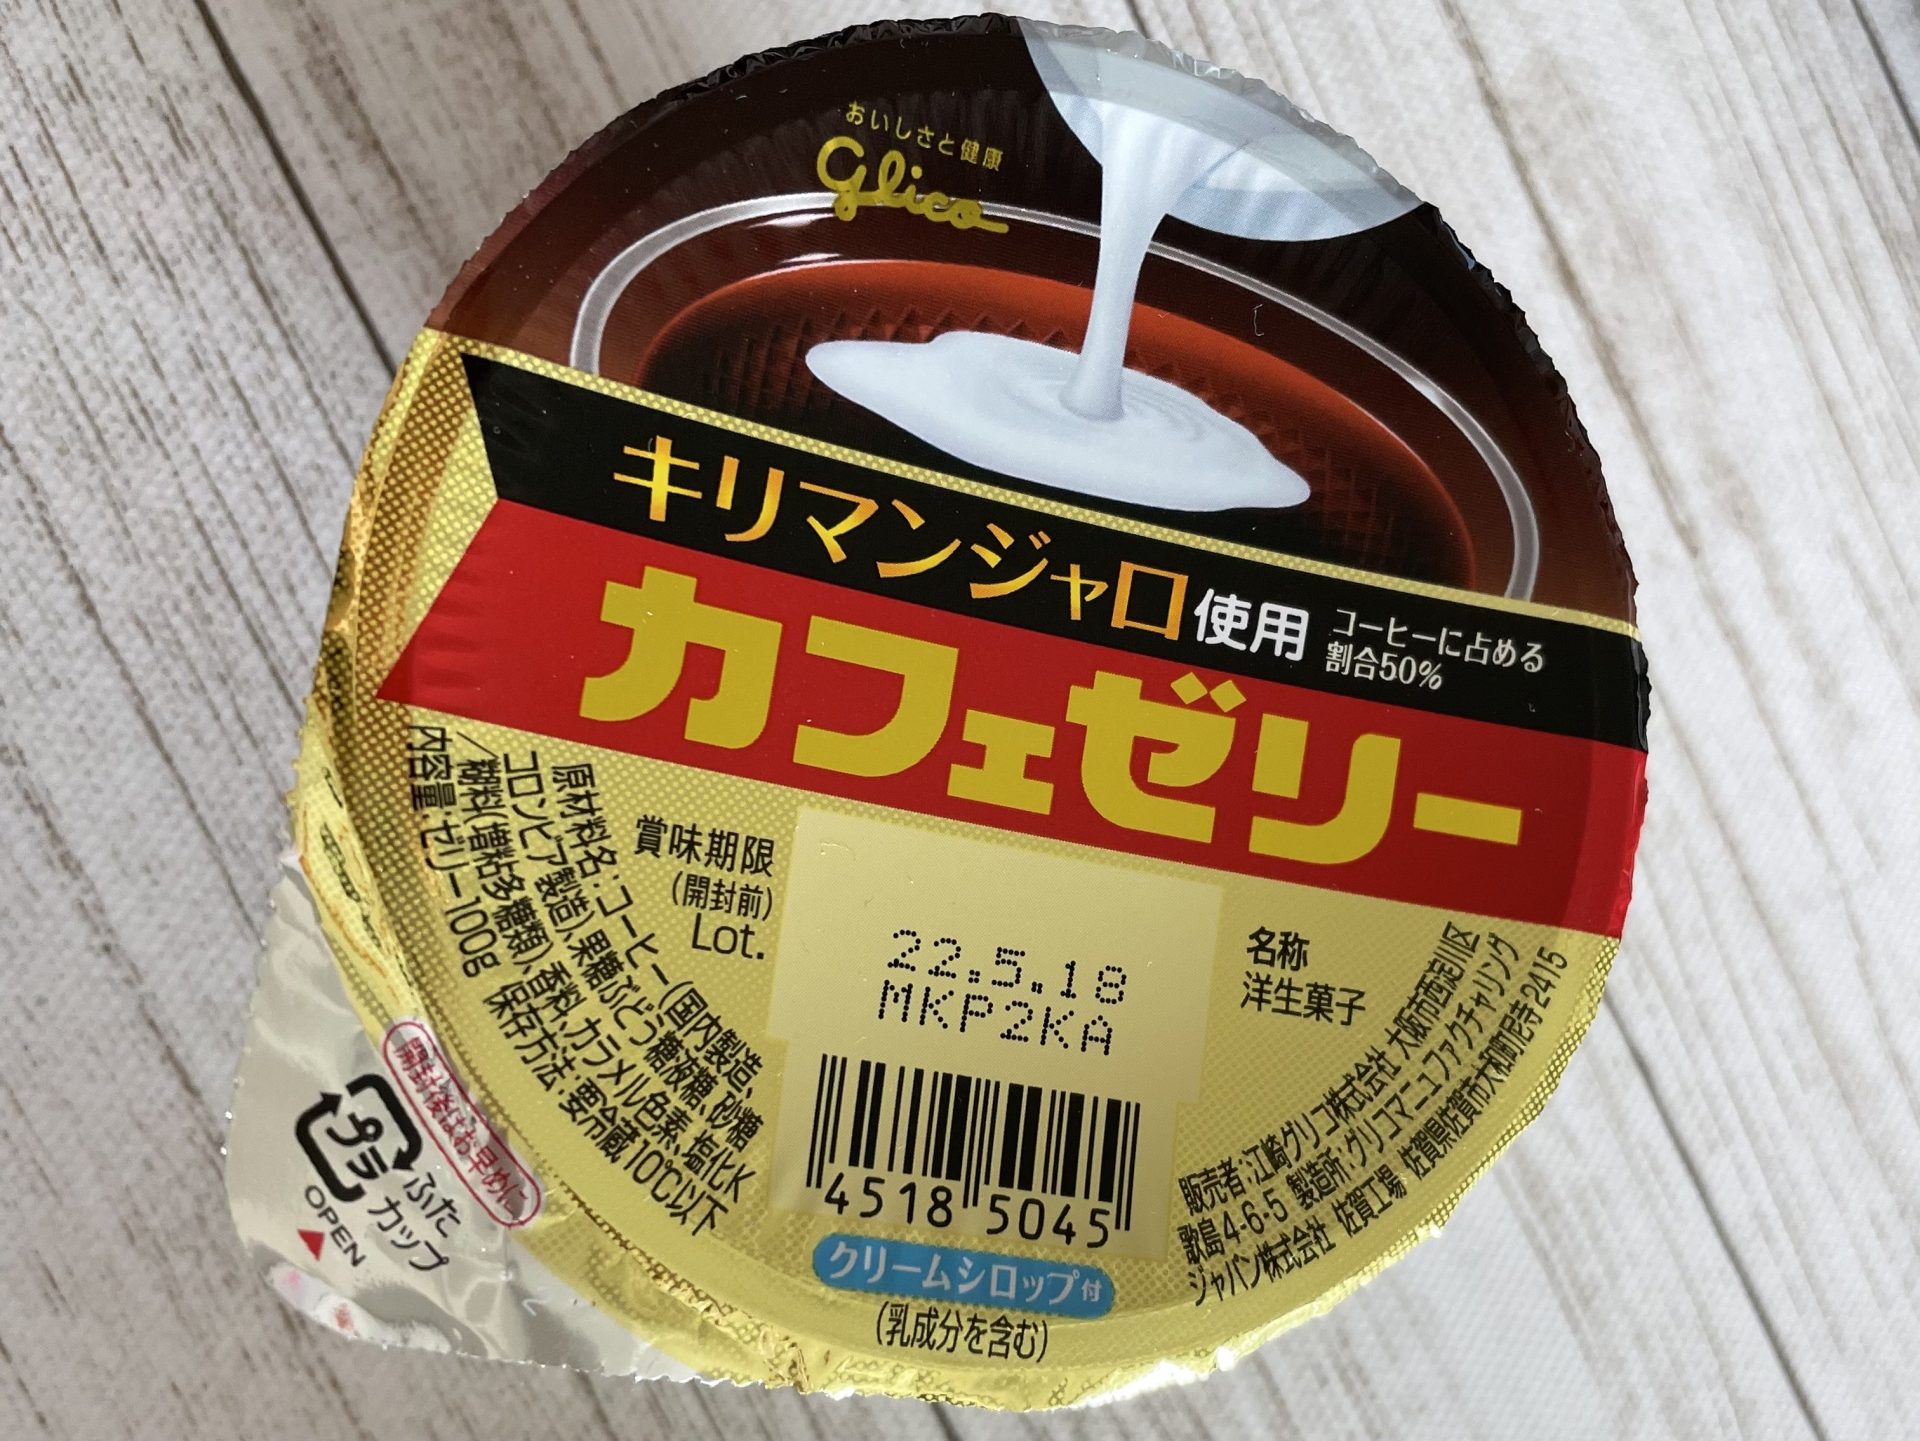 おいしさと健康
glico
キリマンジャロ使用
コーヒーに占める
割合50%
カフェゼリー
原材料名:コーヒー(国内製造、
コロンビア製造)、果糖ぶどう糖液糖、砂糖
/糊料(増粘多糖類)、香料、カラメル色素、塩化K
内容量:ゼリー100g 保存方法:要冷蔵10℃以下
賞味期限
(開封前)
Lot.
22.5.18
MKP2KA
4518 5045
クリームシロップ付
(乳成分を含む)
名称
洋生菓子
販売者:江崎グリコ株式会社 大阪市西淀川区
歌島4-6-5 製造所:グリコマニュファクチャリング
ジャパン株式会社 佐賀工場 佐賀県佐賀市大和町尼寺2415
開封後はお早めに
プラ
ふた
カップ
OPEN